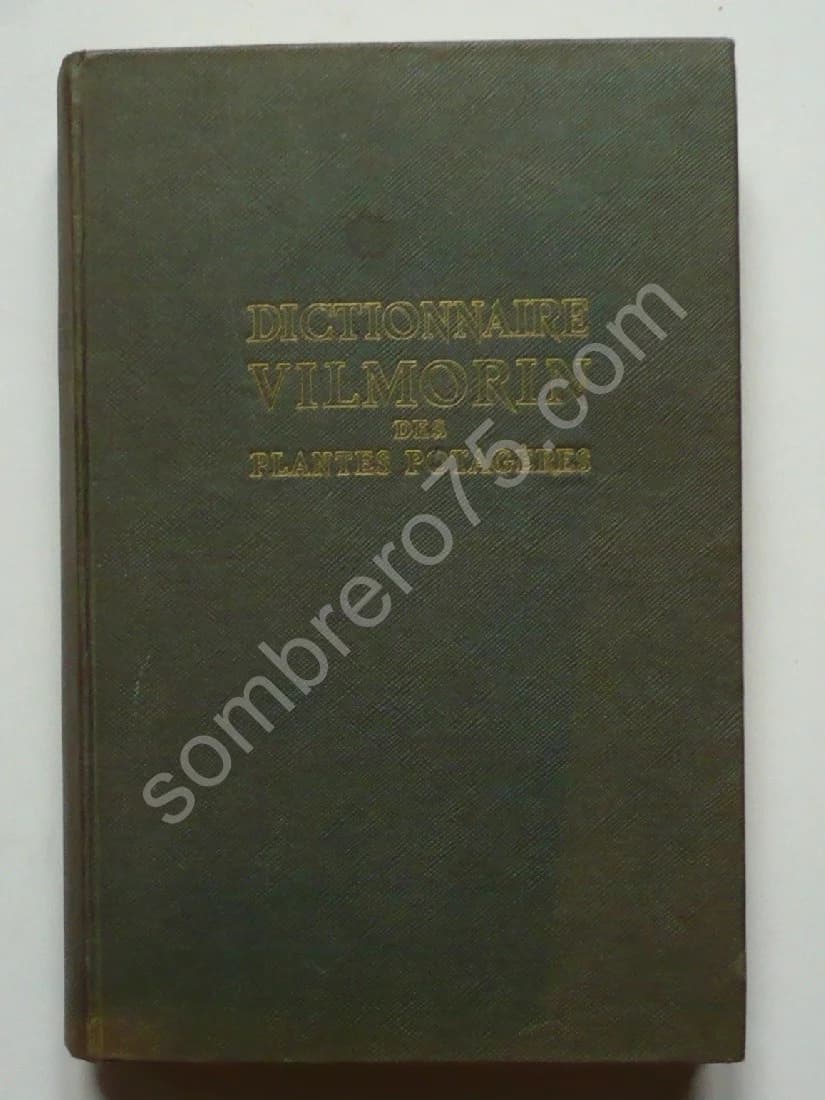 DICTIONNAIRE
VILMORIN
DES
PLANTES POTAGÈRES
sombrero75.com